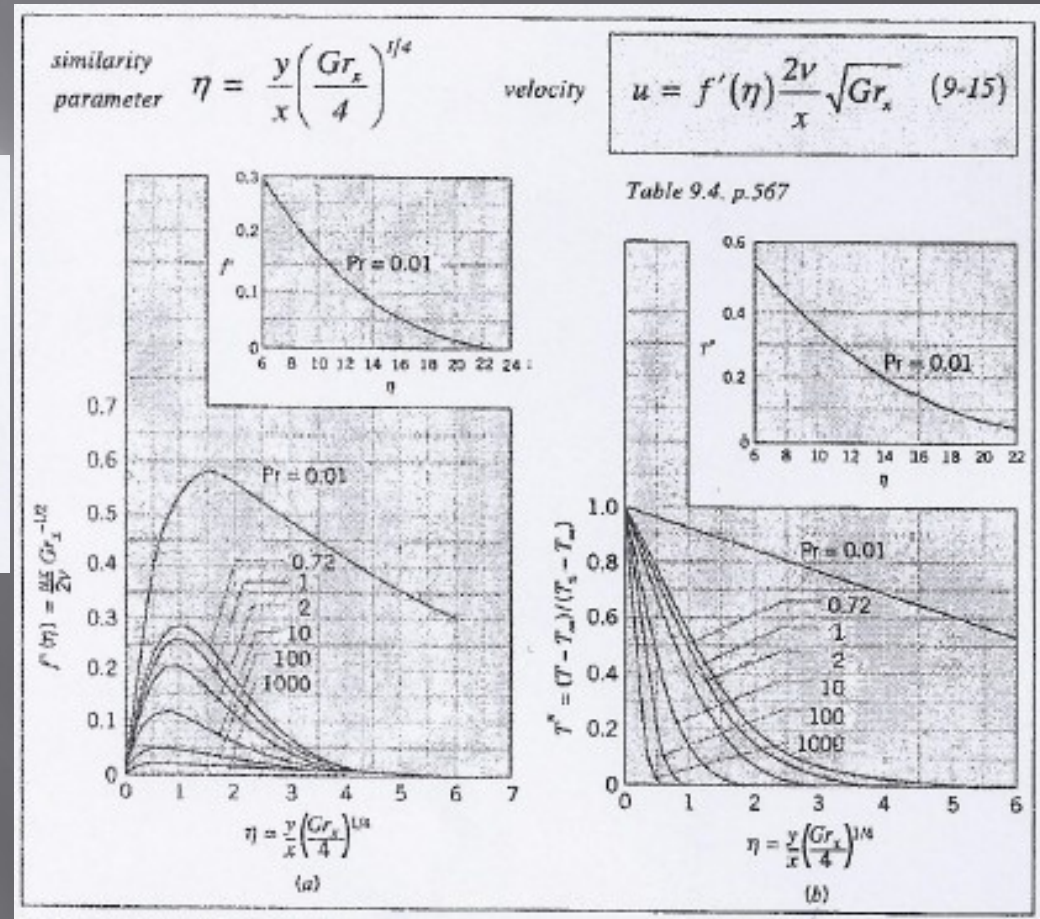 similarity
parameter η = y/x (Gr_x/4)^1/4
velocity u = f'(η) 2ν/x √Gr_x (9-15)
Table 9.4. p.567
0.3
0.2
0.1
0
f'
Pr = 0.01
6 8 10 12 14 16 18 20 22 24
η
0.7
0.6
0.5
0.4
0.3
0.2
0.1
0
f'(η) = ux/2ν Gr_x^-1/2
Pr = 0.01
0.72
1
2
10
100
1000
0 1 2 3 4 5 6 7
η = y/x (Gr_x/4)^1/4
(a)
0.6
0.4
0.2
0
T*
Pr = 0.01
6 8 10 12 14 16 18 20 22
η
1.0
0.8
0.6
0.4
0.2
0
T* = (T – T∞)/(T_s – T∞)
Pr = 0.01
0.72
1
2
10
100
1000
0 1 2 3 4 5 6
η = y/x (Gr_x/4)^1/4
(b)